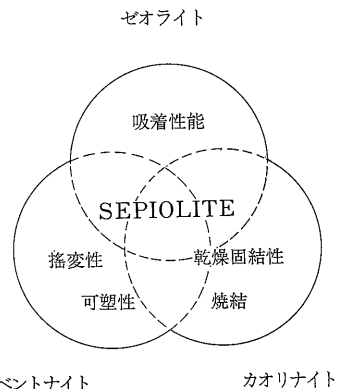 ゼオライト
吸着性能
SEPIOLITE
搖変性
乾燥固結性
可塑性
焼結
ベントナイト
カオリナイト